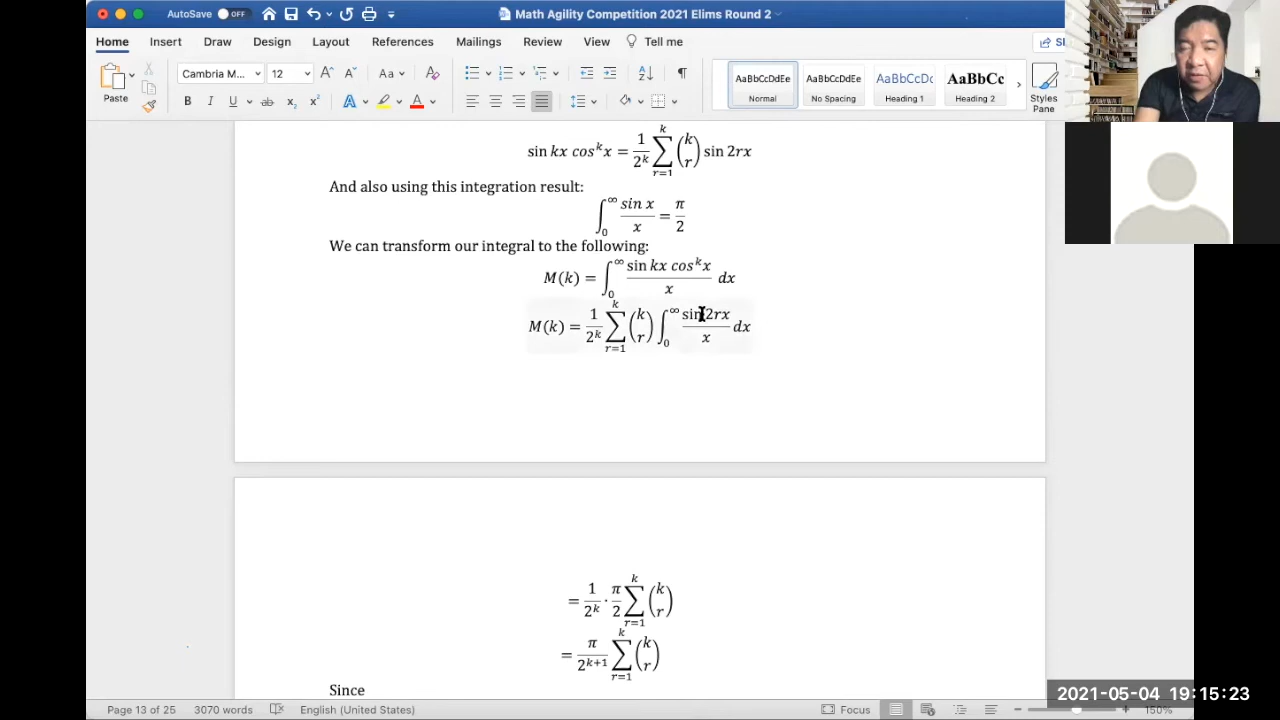 AutoSave OFF Math Agility Competition 2021 Elims Round 2
Home Insert Draw Design Layout References Mailings Review View Tell me
Paste Cambria M... 12 Aa
B I U ab x₂ x² A A
AaBbCcDdEe AaBbCcDdEe AaBbCcDc AaBbCc
Normal No Spacing Heading 1 Heading 2 Styles Pane
sin kx cos^k x = 1/2^k ∑_{r=1}^{k} (k r) sin 2rx
And also using this integration result:
∫_0^∞ sin x / x = π/2
We can transform our integral to the following:
M(k) = ∫_0^∞ sin kx cos^k x / x dx
M(k) = 1/2^k ∑_{r=1}^{k} (k r) ∫_0^∞ sin 2rx / x dx
= 1/2^k · π/2 ∑_{r=1}^{k} (k r)
= π/2^{k+1} ∑_{r=1}^{k} (k r)
Since
Page 13 of 25 3070 words English (United States) Focus 150%
2021-05-04 19:15:23